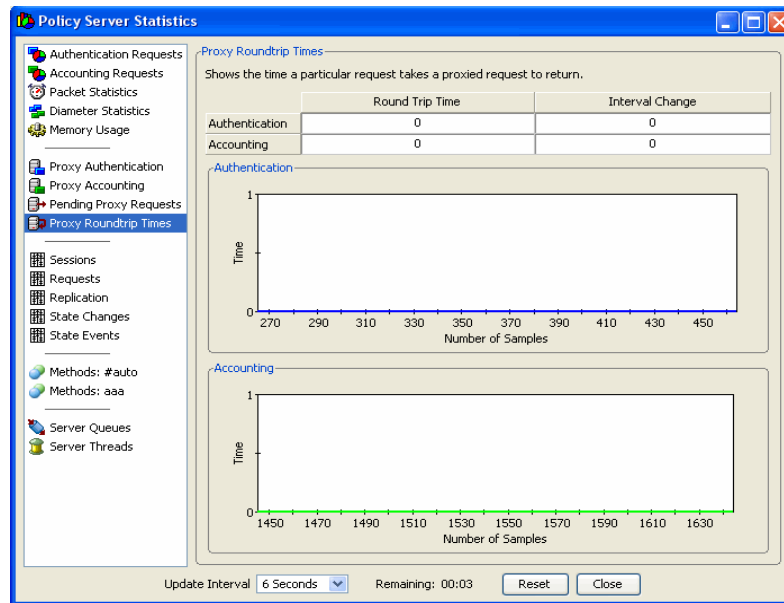 Policy Server Statistics
Authentication Requests
Accounting Requests
Packet Statistics
Diameter Statistics
Memory Usage
Proxy Authentication
Proxy Accounting
Pending Proxy Requests
Proxy Roundtrip Times
Sessions
Requests
Replication
State Changes
State Events
Methods: #auto
Methods: aaa
Server Queues
Server Threads
Proxy Roundtrip Times
Shows the time a particular request takes a proxied request to return.
Round Trip Time Interval Change
Authentication 0 0
Accounting 0 0
Authentication
1
Time
0
270 290 310 330 350 370 390 410 430 450
Number of Samples
Accounting
1
Time
0
1450 1470 1490 1510 1530 1550 1570 1590 1610 1630
Number of Samples
Update Interval 6 Seconds Remaining: 00:03 Reset Close